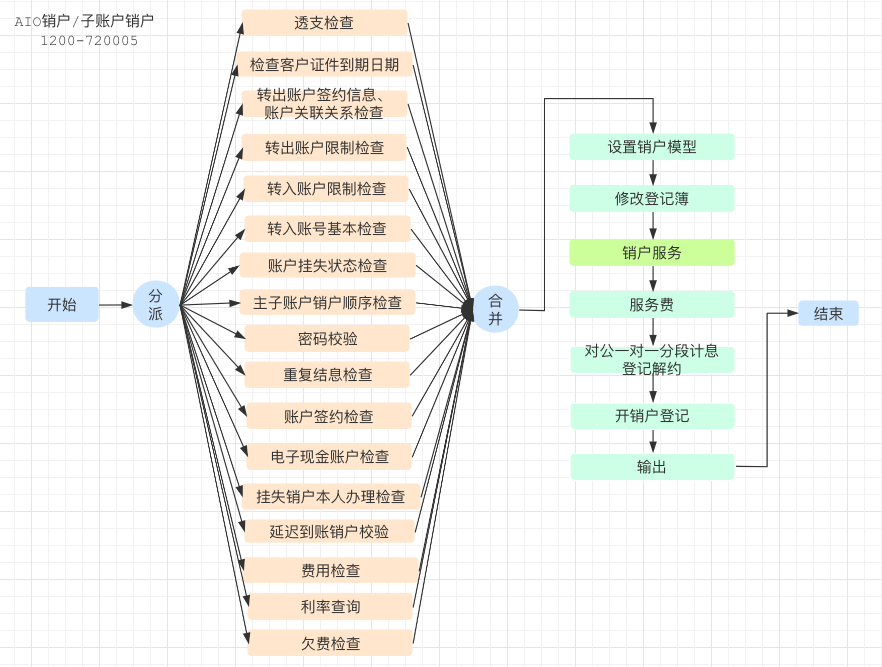 AIO销户/子账户销户
1200-720005
开始
分
派
透支检查
检查客户证件到期日期
转出账户签约信息、
账户关联关系检查
转出账户限制检查
转入账户限制检查
转入账号基本检查
账户挂失状态检查
主子账户销户顺序检查
密码校验
重复结息检查
账户签约检查
电子现金账户检查
挂失销户本人办理检查
延迟到账销户校验
费用检查
利率查询
欠费检查
合
并
设置销户模型
修改登记簿
销户服务
服务费
对公一对一分段计息
登记解约
开销户登记
输出
结束